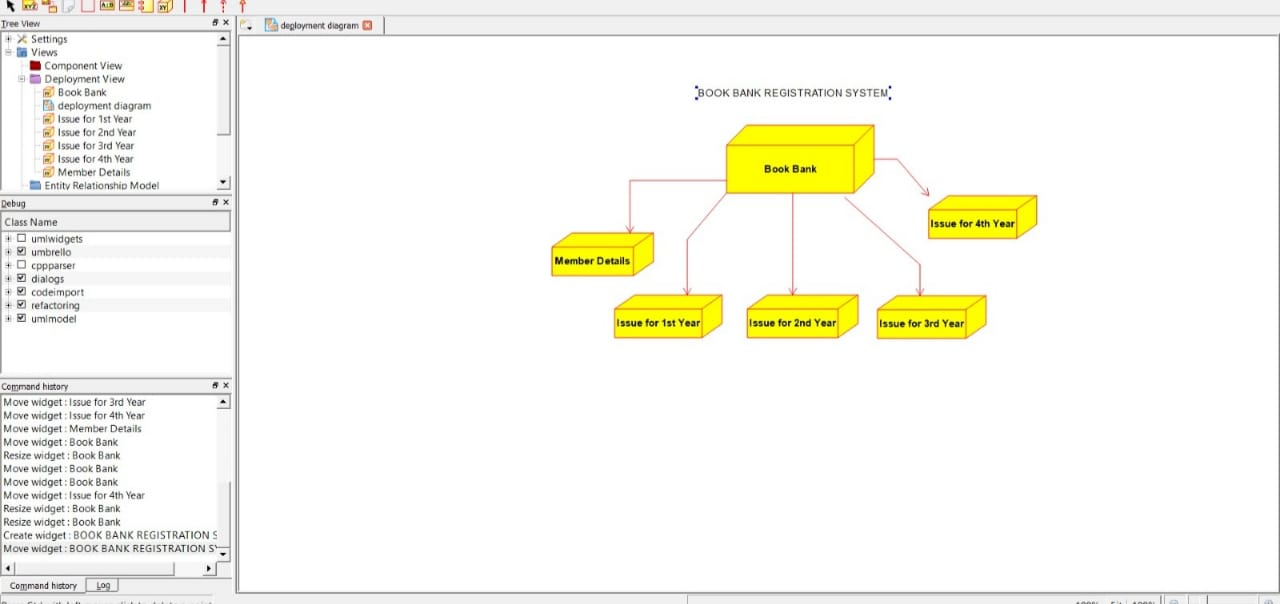 Tree View
deployment diagram
Settings
Views
Component View
Deployment View
Book Bank
deployment diagram
Issue for 1st Year
Issue for 2nd Year
Issue for 3rd Year
Issue for 4th Year
Member Details
Entity Relationship Model
Debug
Class Name
umlwidgets
umbrello
cppparser
dialogs
codeimport
refactoring
umlmodel
Command history
Move widget : Issue for 3rd Year
Move widget : Issue for 4th Year
Move widget : Member Details
Move widget : Book Bank
Resize widget : Book Bank
Move widget : Book Bank
Move widget : Book Bank
Move widget : Issue for 4th Year
Resize widget : Book Bank
Resize widget : Book Bank
Create widget : BOOK BANK REGISTRATION S
Move widget : BOOK BANK REGISTRATION S
Command history
Log
BOOK BANK REGISTRATION SYSTEM
Book Bank
Issue for 4th Year
Member Details
Issue for 1st Year
Issue for 2nd Year
Issue for 3rd Year